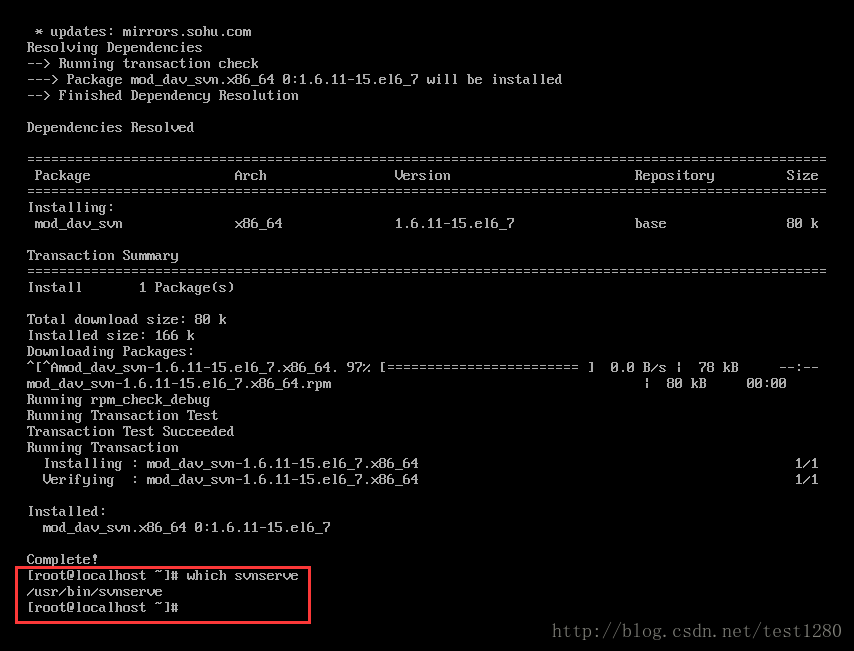 * updates: mirrors.sohu.com
Resolving Dependencies
--> Running transaction check
---> Package mod_dav_svn.x86_64 0:1.6.11-15.el6_7 will be installed
--> Finished Dependency Resolution
Dependencies Resolved
================================================================================
Package Arch Version Repository Size
================================================================================
Installing:
mod_dav_svn x86_64 1.6.11-15.el6_7 base 80 k
Transaction Summary
================================================================================
Install 1 Package(s)
Total download size: 80 k
Installed size: 166 k
Downloading Packages:
^[^Amod_dav_svn-1.6.11-15.el6_7.x86_64. 97% [======================== ] 0.0 B/s | 78 kB --:--
mod_dav_svn-1.6.11-15.el6_7.x86_64.rpm | 80 kB 00:00
Running rpm_check_debug
Running Transaction Test
Transaction Test Succeeded
Running Transaction
Installing : mod_dav_svn-1.6.11-15.el6_7.x86_64 1/1
Verifying : mod_dav_svn-1.6.11-15.el6_7.x86_64 1/1
Installed:
mod_dav_svn.x86_64 0:1.6.11-15.el6_7
Complete!
[root@localhost ~]# which svnserve
/usr/bin/svnserve
[root@localhost ~]#
http://blog.csdn.net/test1280